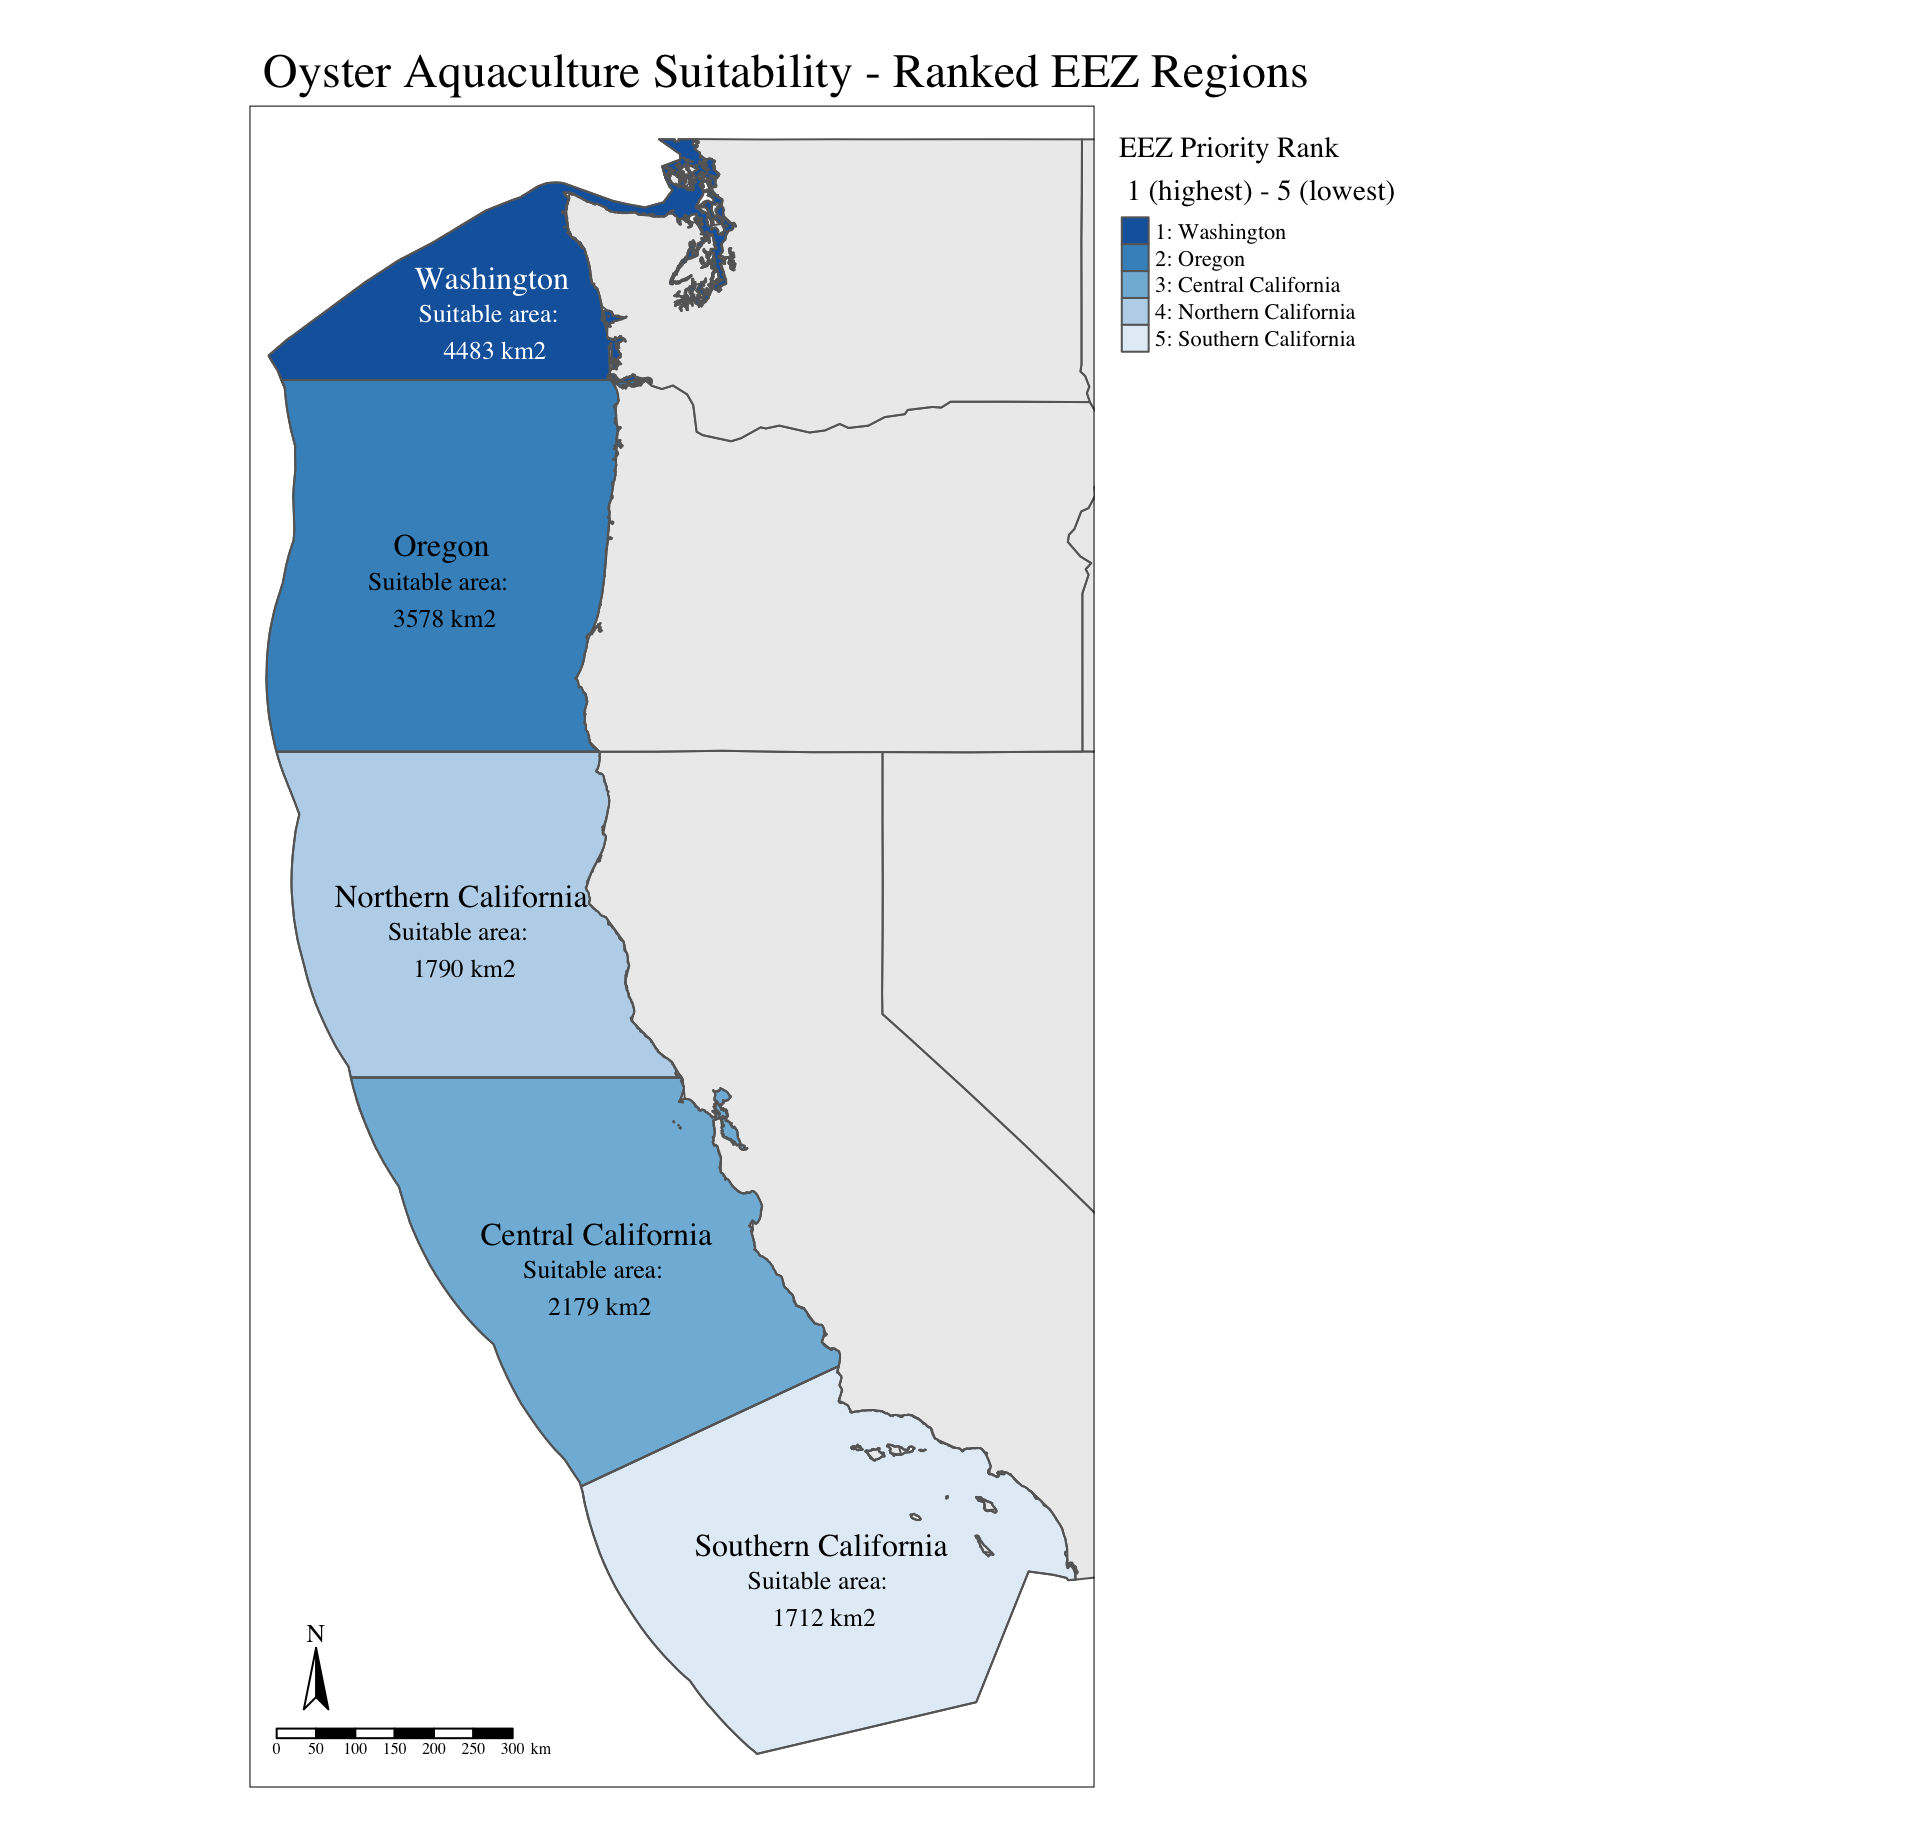 Oyster Aquaculture Suitability - Ranked EEZ Regions
EEZ Priority Rank
1 (highest) - 5 (lowest)
1: Washington
2: Oregon
3: Central California
4: Northern California
5: Southern California
Washington
Suitable area:
4483 km2
Oregon
Suitable area:
3578 km2
Northern California
Suitable area:
1790 km2
Central California
Suitable area:
2179 km2
Southern California
Suitable area:
1712 km2
N
0 50 100 150 200 250 300 km